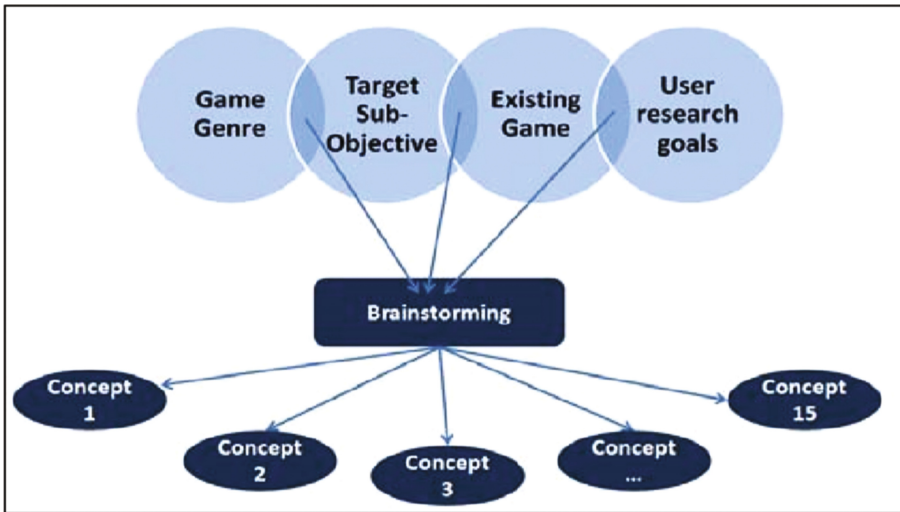 Game
Genre
Target
Sub-
Objective
Existing
Game
User
research
goals
Brainstorming
Concept
1
Concept
2
Concept
3
Concept
...
Concept
15